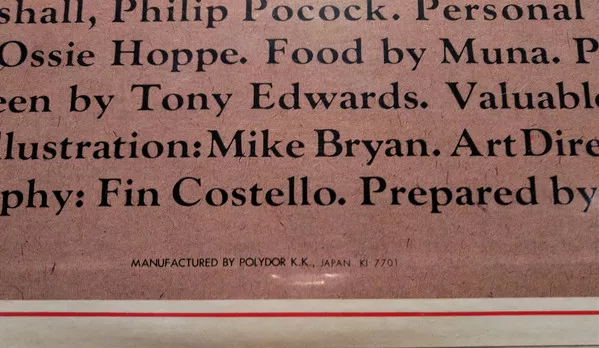 shall, Philip Pocock. Personal
Ossie Hoppe. Food by Muna. P
een by Tony Edwards. Valuabl
llustration: Mike Bryan. Art Dire
phy: Fin Costello. Prepared by
MANUFACTURED BY POLYDOR K.K., JAPAN KI 7701